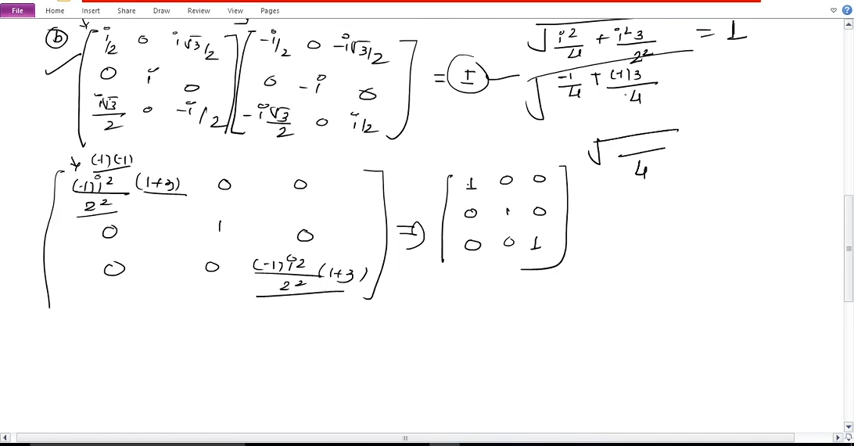 File Home Insert Draw Review View Pages
(b) [ i/2 0 i√3/2 ] [ -i/2 0 -i√3/2 ] √(i²/4 + i²3/2²) = 1
[ 0 i 0 ] [ 0 -i 0 ] = (I) √(-1/4 + (-1)3/4)
[ i√3/2 0 -i/2 ] [ -i√3/2 0 i/2 ]
√ /4
(-1)(-1)
[ (-1)i²/2² (1+3) 0 0 ] ⇒ [ 1 0 0 ]
[ 0 1 0 ] [ 0 1 0 ]
[ 0 0 (-1)i²/2² (1+3) ] [ 0 0 1 ]